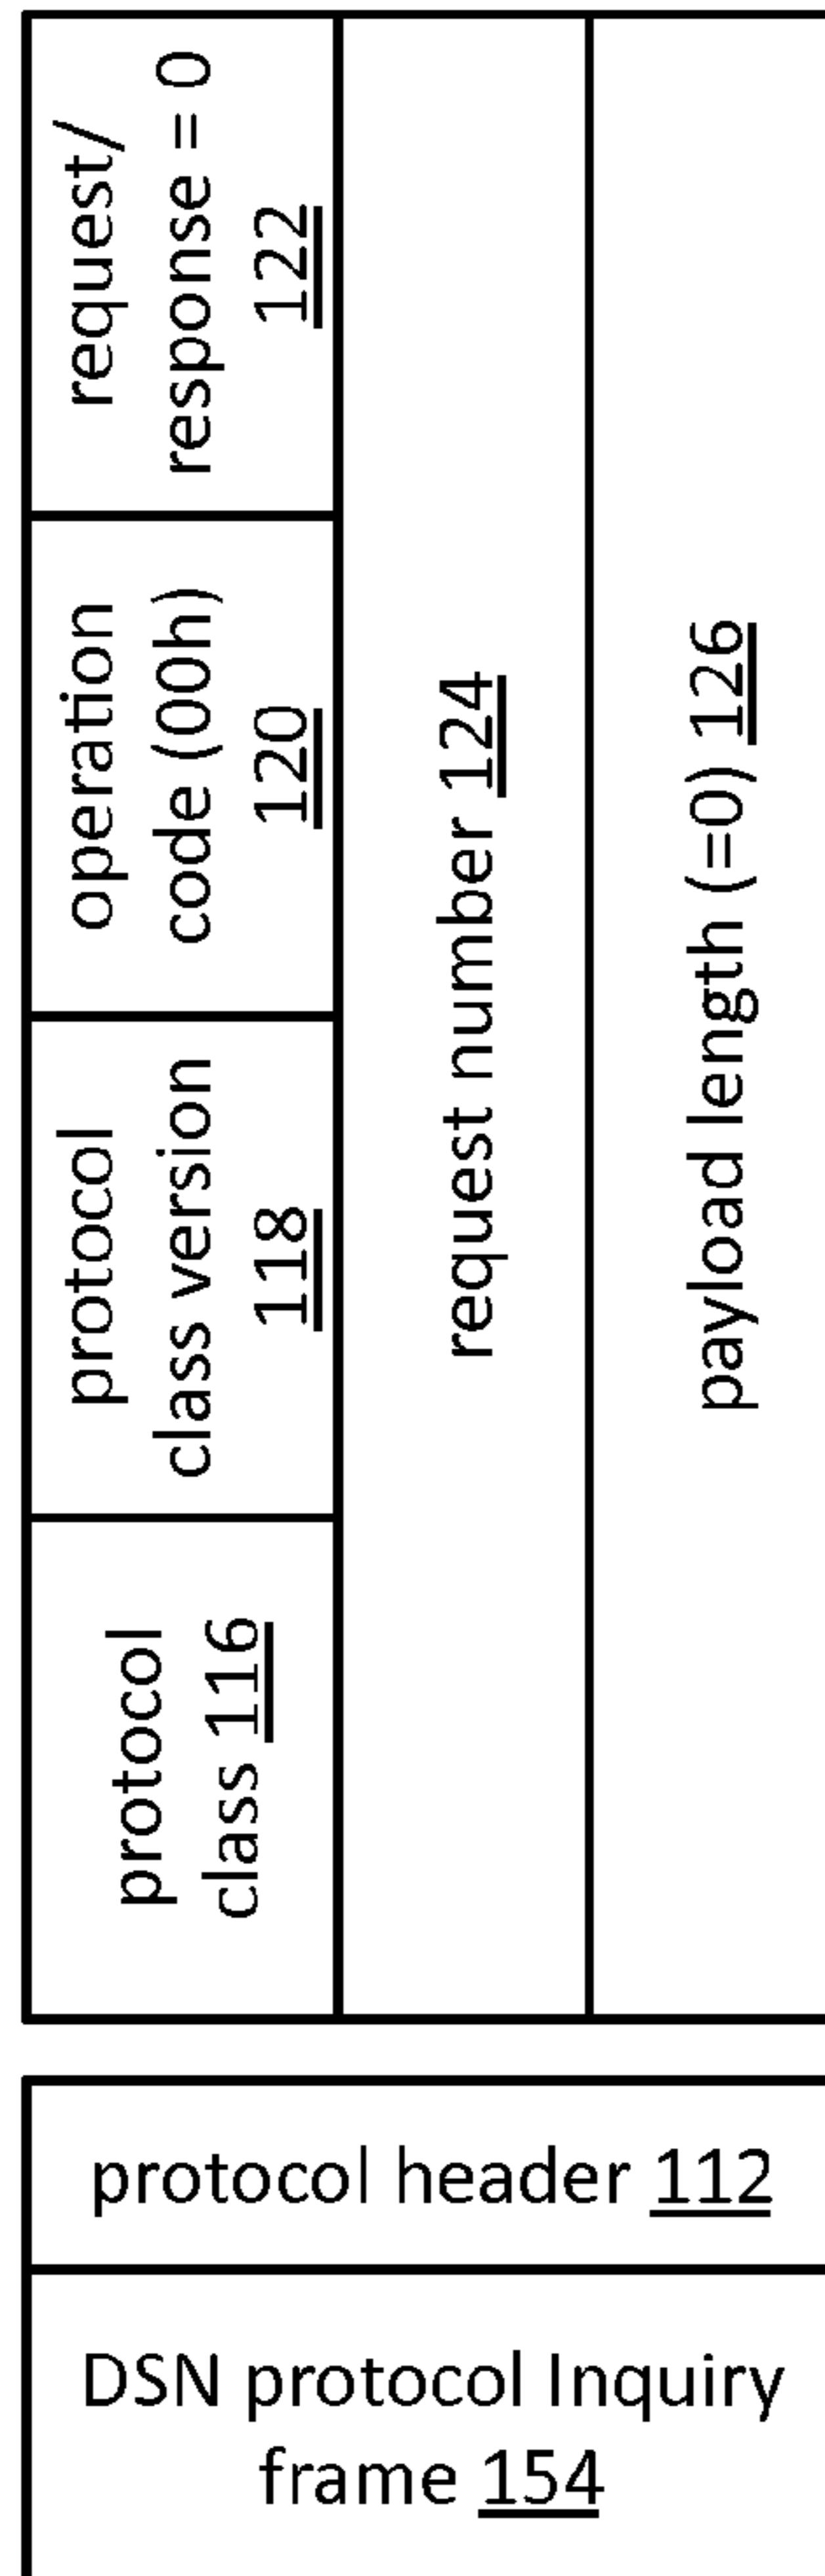 protocol
class 116
protocol
class version
118
operation
code (00h)
120
request/
response = 0
122
request number 124
payload length (=0) 126
protocol header 112
DSN protocol Inquiry
frame 154